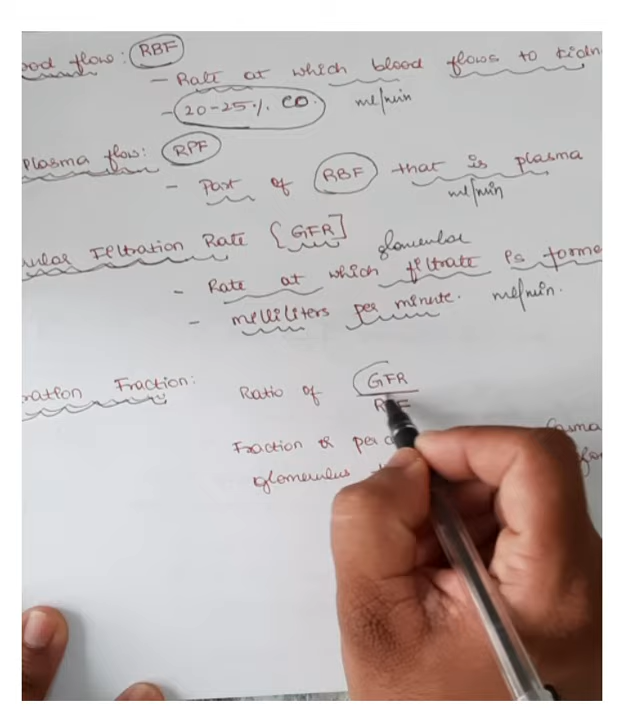 ood flow: RBF
- Rate at which blood flows to kidn
- 20-25% CO. ml/min
Plasma flow: RPF
- Part of RBF that is plasma
ml/min
ular Filtration Rate [GFR]
glomerular
- Rate at which filtrate is forme
- milliliters per minute. ml/min.
ration Fraction: Ratio of GFR
Fraction of per lasma
glomerulus